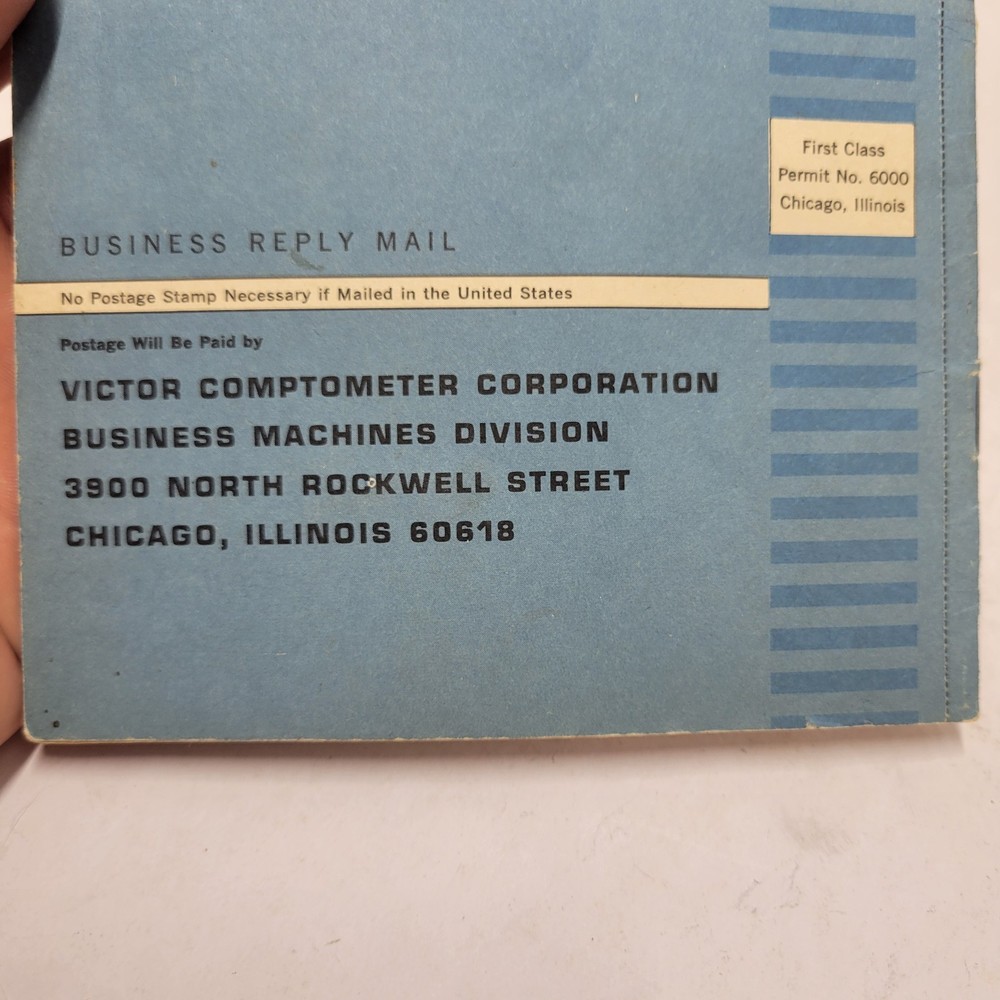 First Class
Permit No. 6000
Chicago, Illinois
BUSINESS REPLY MAIL
No Postage Stamp Necessary if Mailed in the United States
Postage Will Be Paid by
VICTOR COMPTOMETER CORPORATION
BUSINESS MACHINES DIVISION
3900 NORTH ROCKWELL STREET
CHICAGO, ILLINOIS 60618